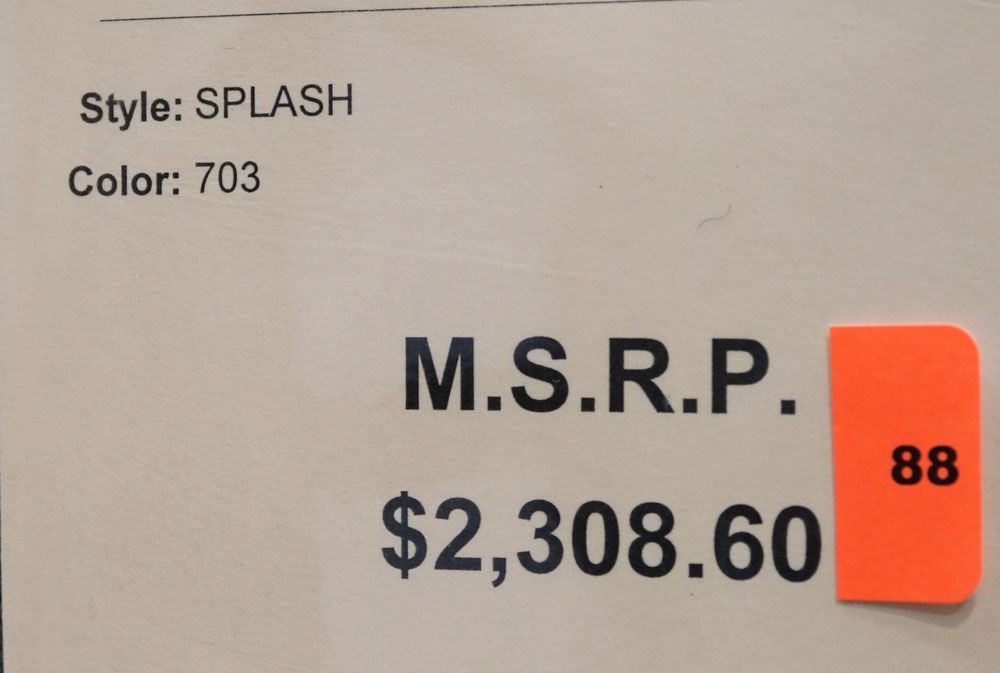 Style: SPLASH
Color: 703
M.S.R.P.
88
$2,308.60